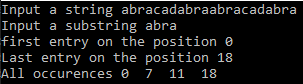 Input a string abracadabraabracadabra
Input a substring abra
first entry on the position 0
Last entry on the position 18
All occurences 0 7 11 18